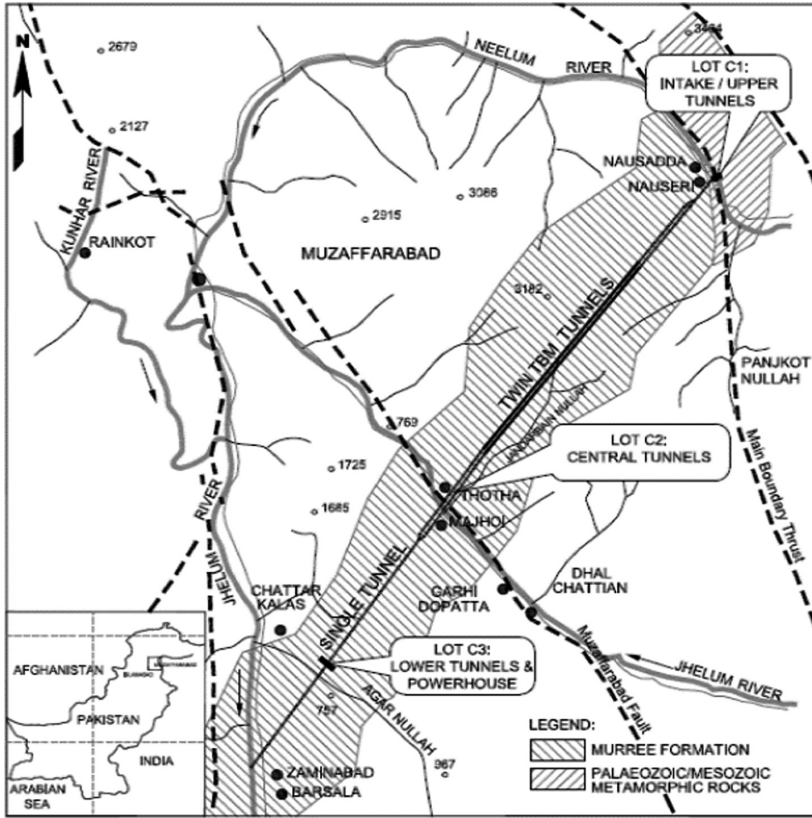 2679
NEELUM
RIVER
3464
LOT C1:
INTAKE / UPPER
TUNNELS
N
2127
KUNHAR RIVER
NAUSADDA
NAUSERI
3086
2915
RAINKOT
MUZAFFARABAD
3182
TWIN TBM TUNNELS
PANJKOT
NULLAH
NULLAH
769
LOT C2:
CENTRAL TUNNELS
Main Boundary Thrust
1725
1685
THOTHA
MAJHOI
JHELUM
RIVER
SINGLE TUNNEL
CHATTAR
KALAS
GARHI
DOPATTA
DHAL
CHATTIAN
LOT C3:
LOWER TUNNELS &
POWERHOUSE
Muzaffarabad Fault
JHELUM RIVER
757
AGAR NULLAH
967
AFGHANISTAN
PAKISTAN
INDIA
ARABIAN
SEA
ZAMINABAD
BARSALA
LEGEND:
MURREE FORMATION
PALAEOZOIC/MESOZOIC
METAMORPHIC ROCKS